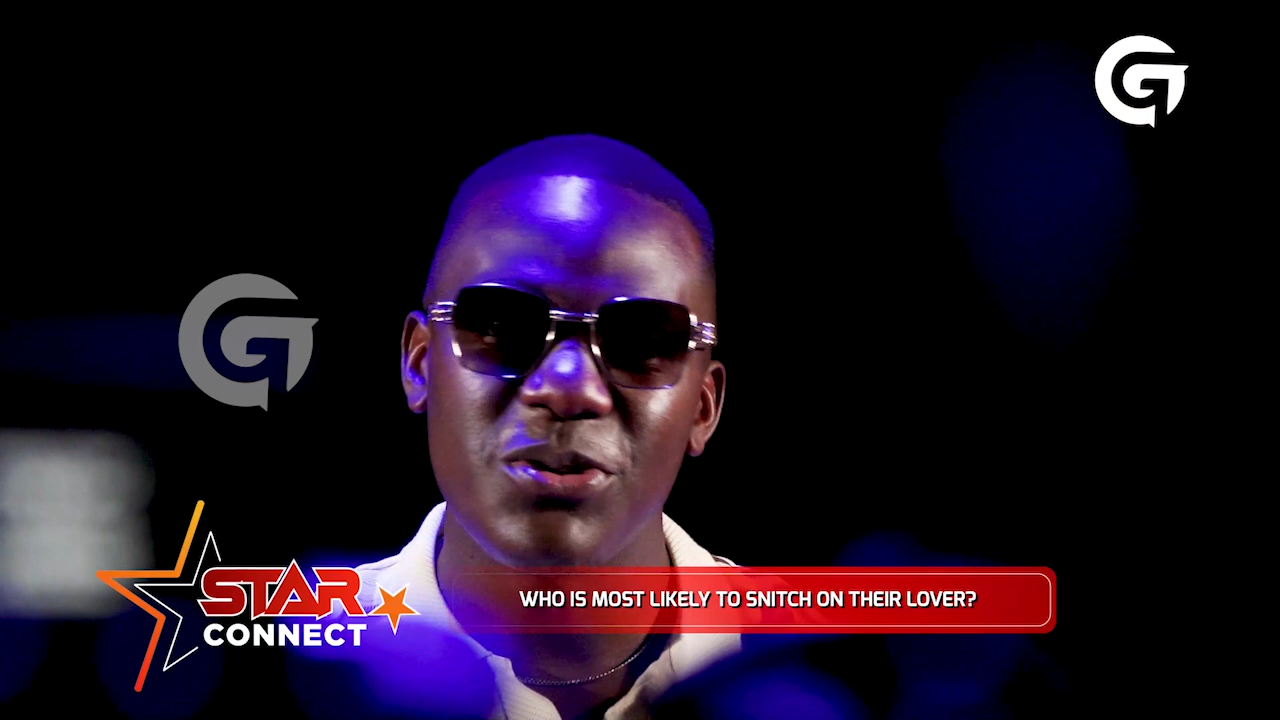 G
G
STAR
CONNECT
WHO IS MOST LIKELY TO SNITCH ON THEIR LOVER?